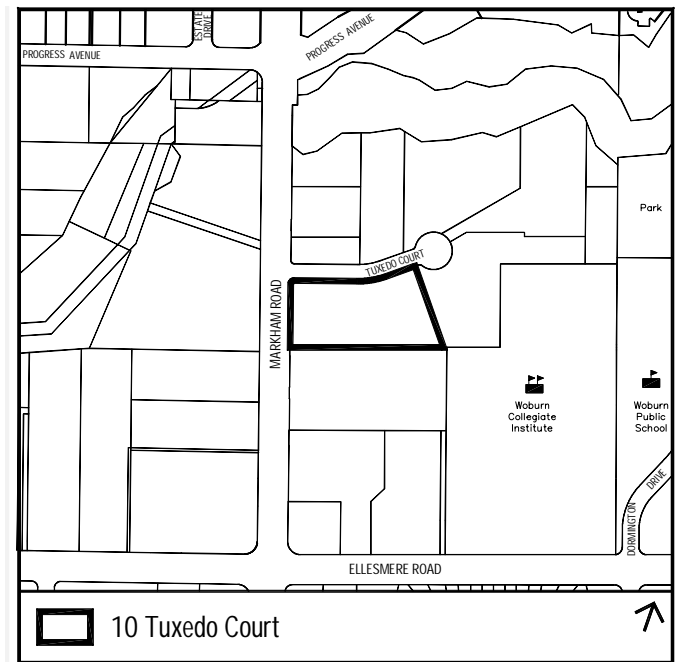 ESTATE
DRIVE
PROGRESS AVENUE
PROGRESS AVENUE
Park
TUXEDO COURT
MARKHAM ROAD
Woburn
Collegiate
Institute
Woburn
Public
School
DORMINGTON
DRIVE
ELLESMERE ROAD
10 Tuxedo Court